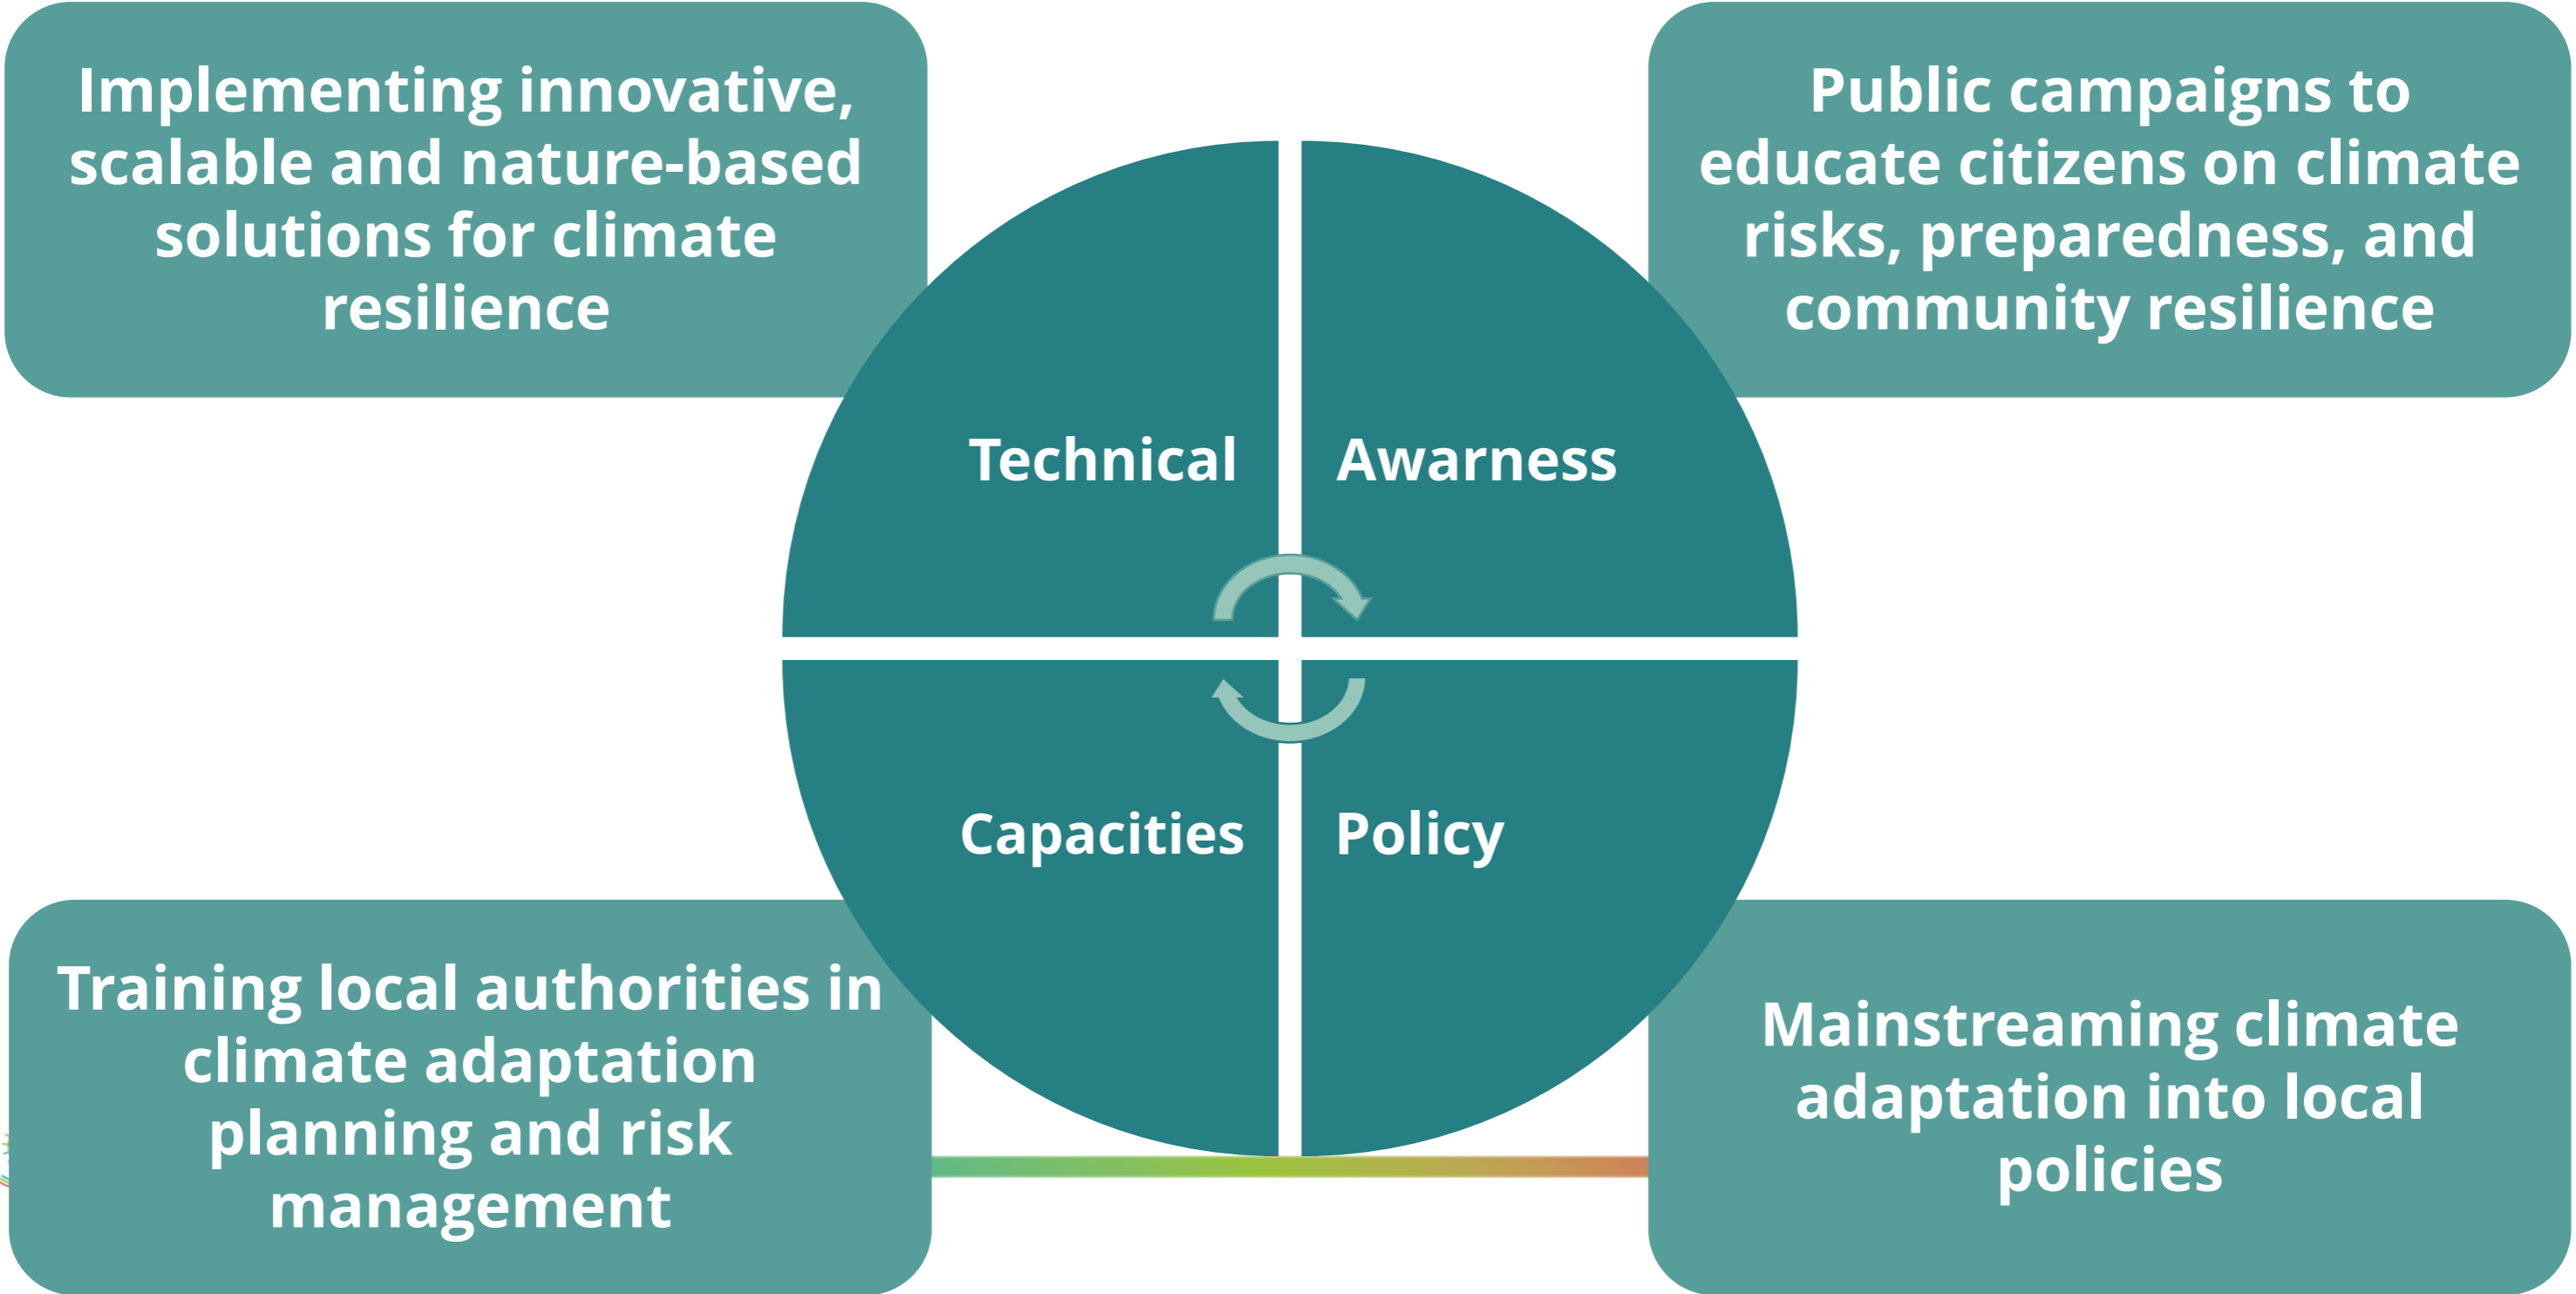 Implementing innovative,
scalable and nature-based
solutions for climate
resilience
Public campaigns to
educate citizens on climate
risks, preparedness, and
community resilience
Technical
Awarness
Capacities
Policy
Training local authorities in
climate adaptation
planning and risk
management
Mainstreaming climate
adaptation into local
policies